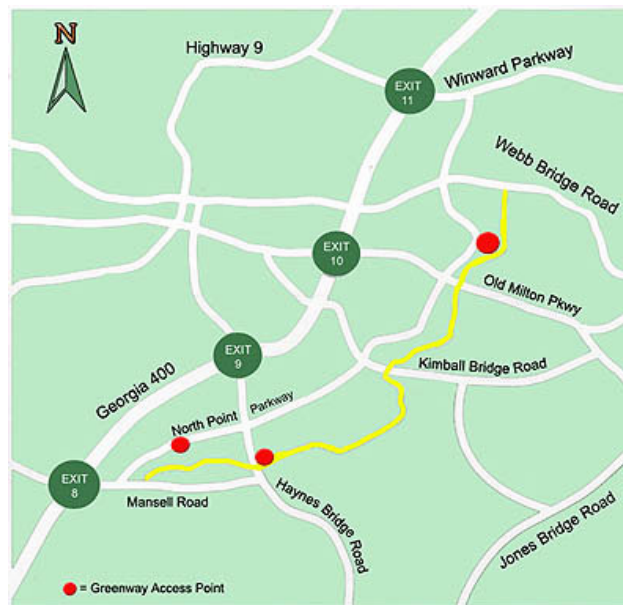 N
Highway 9
EXIT
11
Winward Parkway
Webb Bridge Road
EXIT
10
Old Milton Pkwy
EXIT
9
Kimball Bridge Road
Georgia 400
North Point Parkway
EXIT
8
Mansell Road
Haynes Bridge Road
Jones Bridge Road
= Greenway Access Point